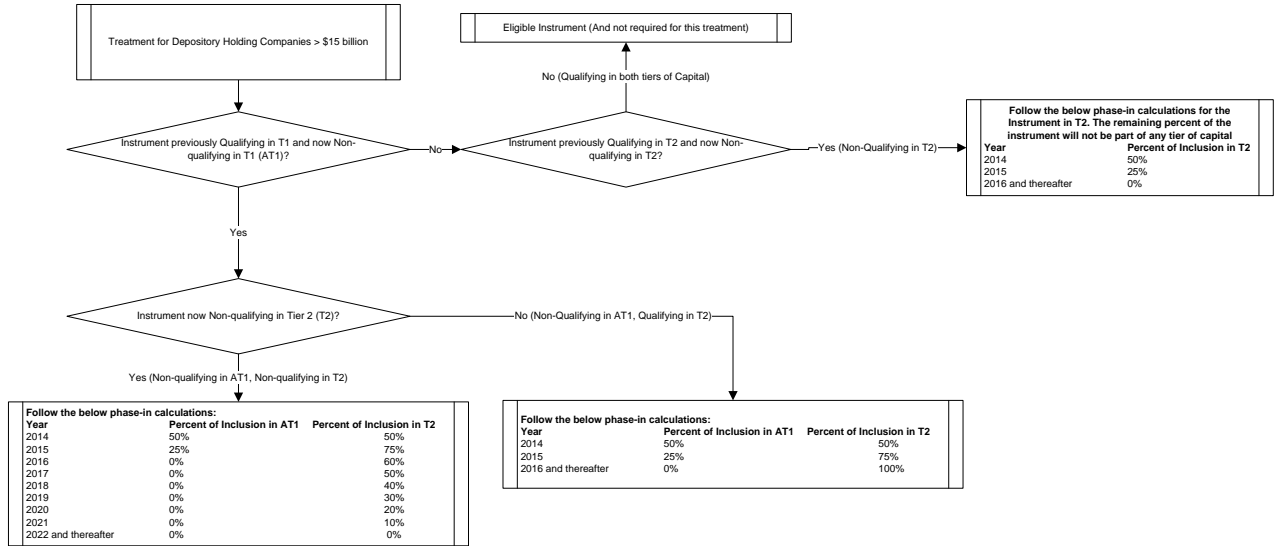 Treatment for Depository Holding Companies > $15 billion
Eligible Instrument (And not required for this treatment)
No (Qualifying in both tiers of Capital)
Instrument previously Qualifying in T1 and now Non-
qualifying in T1 (AT1)?
No
Instrument previously Qualifying in T2 and now Non-
qualifying in T2?
Yes (Non-Qualifying in T2)
Follow the below phase-in calculations for the
Instrument in T2. The remaining percent of the
instrument will not be part of any tier of capital
Year Percent of Inclusion in T2
2014 50%
2015 25%
2016 and thereafter 0%
Yes
Instrument now Non-qualifying in Tier 2 (T2)?
No (Non-Qualifying in AT1, Qualifying in T2)
Yes (Non-qualifying in AT1, Non-qualifying in T2)
Follow the below phase-in calculations:
Year Percent of Inclusion in AT1 Percent of Inclusion in T2
2014 50% 50%
2015 25% 75%
2016 0% 60%
2017 0% 50%
2018 0% 40%
2019 0% 30%
2020 0% 20%
2021 0% 10%
2022 and thereafter 0% 0%
Follow the below phase-in calculations:
Year Percent of Inclusion in AT1 Percent of Inclusion in T2
2014 50% 50%
2015 25% 75%
2016 and thereafter 0% 100%